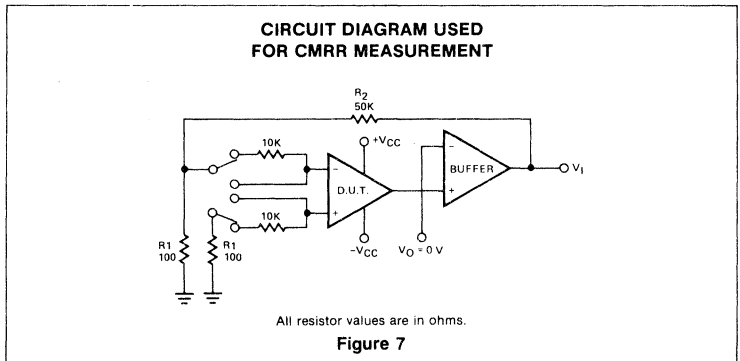 CIRCUIT DIAGRAM USED
FOR CMRR MEASUREMENT
R2
50K
10K
+VCC
−
D.U.T.
+
−
BUFFER
+
VI
10K
R1
100
R1
100
−VCC
VO = 0 V
All resistor values are in ohms.
Figure 7